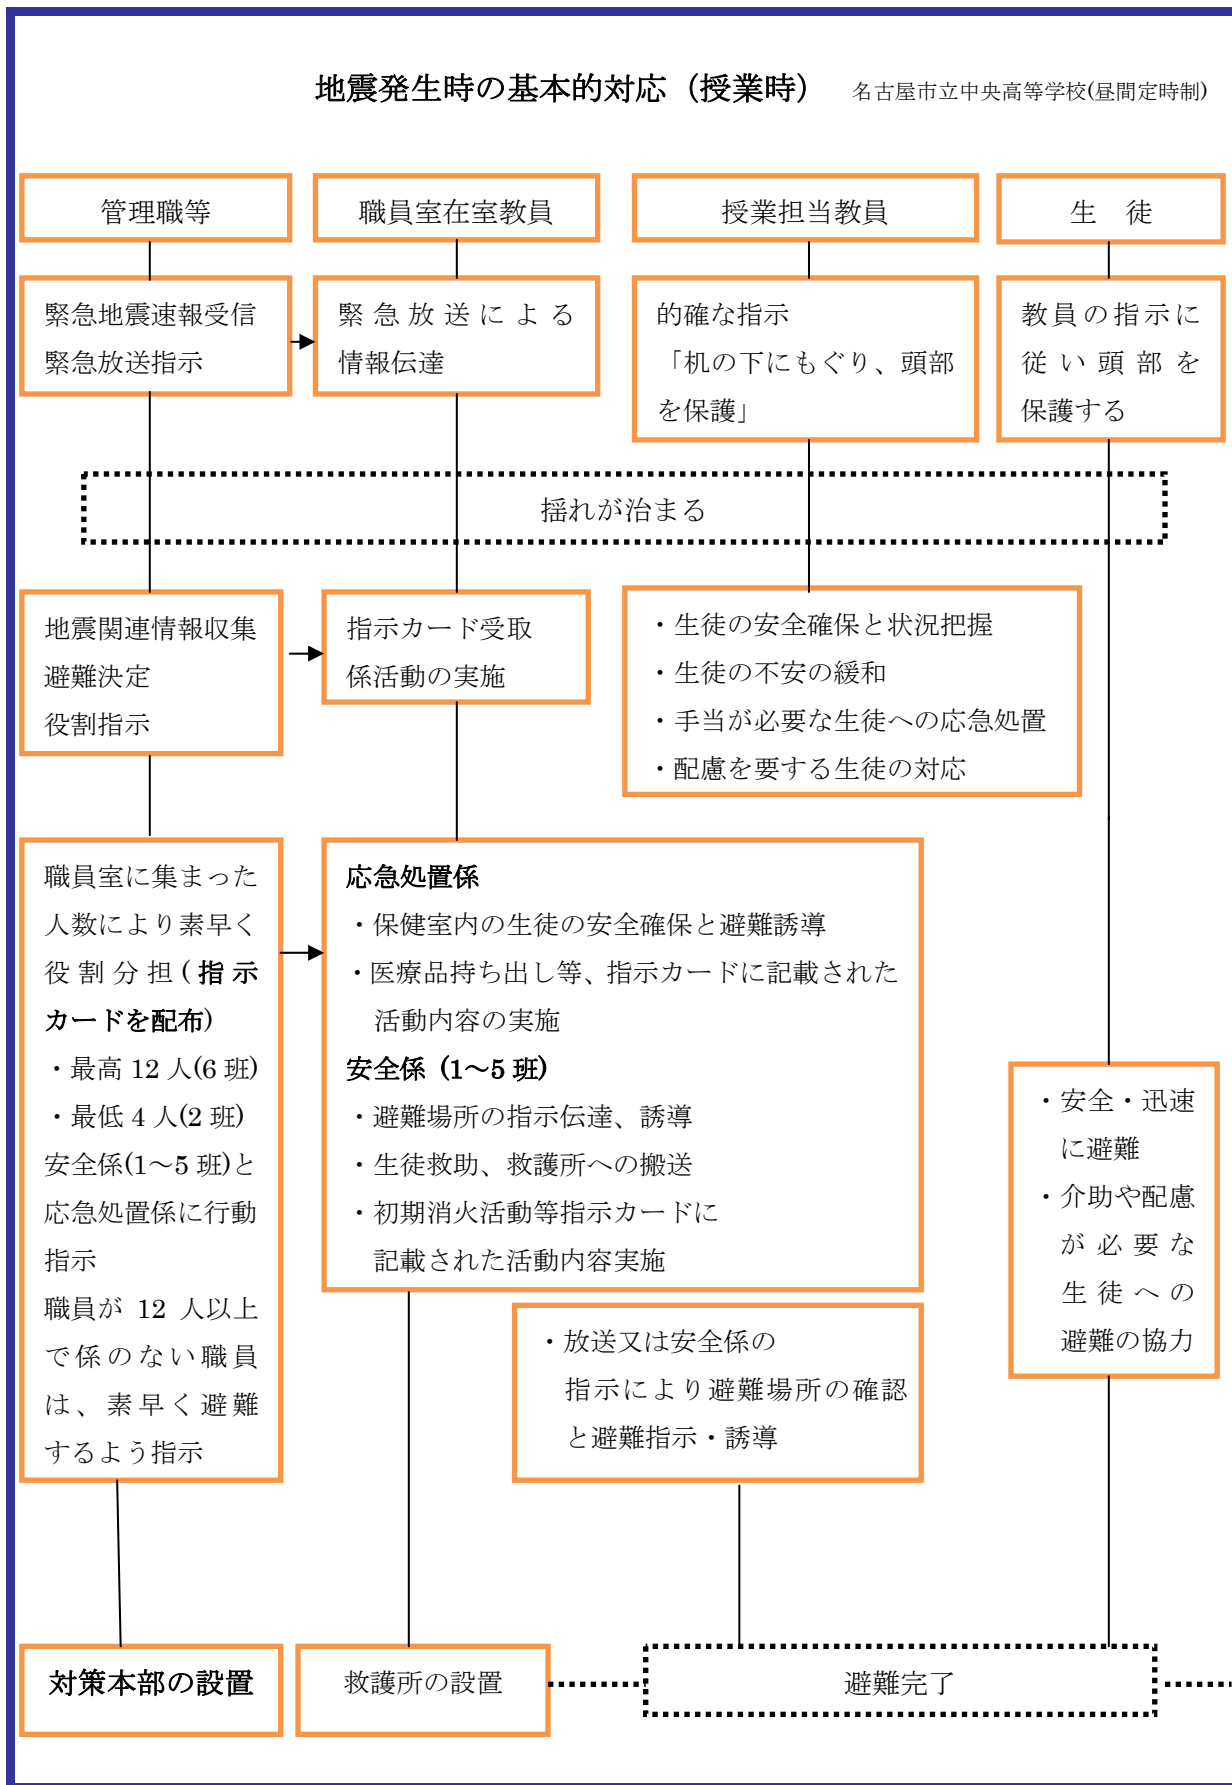 地震発生時の基本的対応（授業時）
名古屋市立中央高等学校(昼間定時制)
管理職等
職員室在室教員
授業担当教員
生　徒
緊急地震速報受信
緊急放送指示
緊急放送による
情報伝達
的確な指示
「机の下にもぐり、頭部
を保護」
教員の指示に
従い頭部を
保護する
揺れが治まる
地震関連情報収集
避難決定
役割指示
指示カード受取
係活動の実施
・生徒の安全確保と状況把握
・生徒の不安の緩和
・手当が必要な生徒への応急処置
・配慮を要する生徒の対応
職員室に集まった
人数により素早く
役割分担(指示
カードを配布)
・最高 12 人(6 班)
・最低 4 人(2 班)
安全係(1～5 班)と
応急処置係に行動
指示
職員が 12 人以上
で係のない職員
は、素早く避難
するよう指示
応急処置係
・保健室内の生徒の安全確保と避難誘導
・医療品持ち出し等、指示カードに記載された
活動内容の実施
安全係 (1～5 班)
・避難場所の指示伝達、誘導
・生徒救助、救護所への搬送
・初期消火活動等指示カードに
記載された活動内容実施
・放送又は安全係の
指示により避難場所の確認
と避難指示・誘導
・安全・迅速
に避難
・介助や配慮
が必要な
生徒への
避難の協力
対策本部の設置
救護所の設置
避難完了